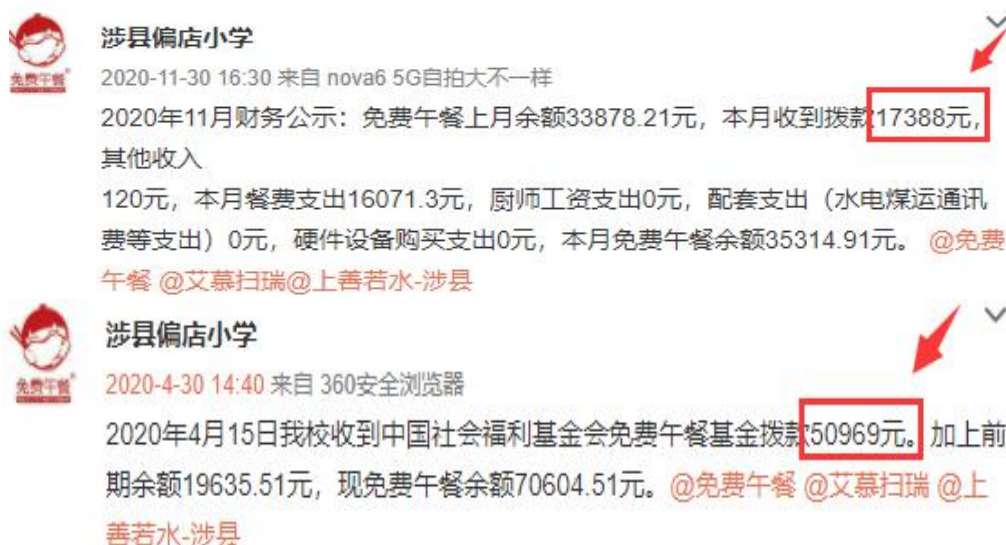 涉县偏店小学
2020-11-30 16:30 来自 nova6 5G自拍大不一样
免费午餐
2020年11月财务公示：免费午餐上月余额33878.21元，本月收到拨款17388元，
其他收入
120元，本月餐费支出16071.3元，厨师工资支出0元，配套支出（水电煤运通讯
费等支出）0元，硬件设备购买支出0元，本月免费午餐余额35314.91元。 @免费
午餐 @艾慕扫瑞@上善若水-涉县
涉县偏店小学
2020-4-30 14:40 来自 360安全浏览器
免费午餐
2020年4月15日我校收到中国社会福利基金会免费午餐基金拨款50969元。加上前
期余额19635.51元，现免费午餐余额70604.51元。@免费午餐 @艾慕扫瑞 @上
善若水-涉县